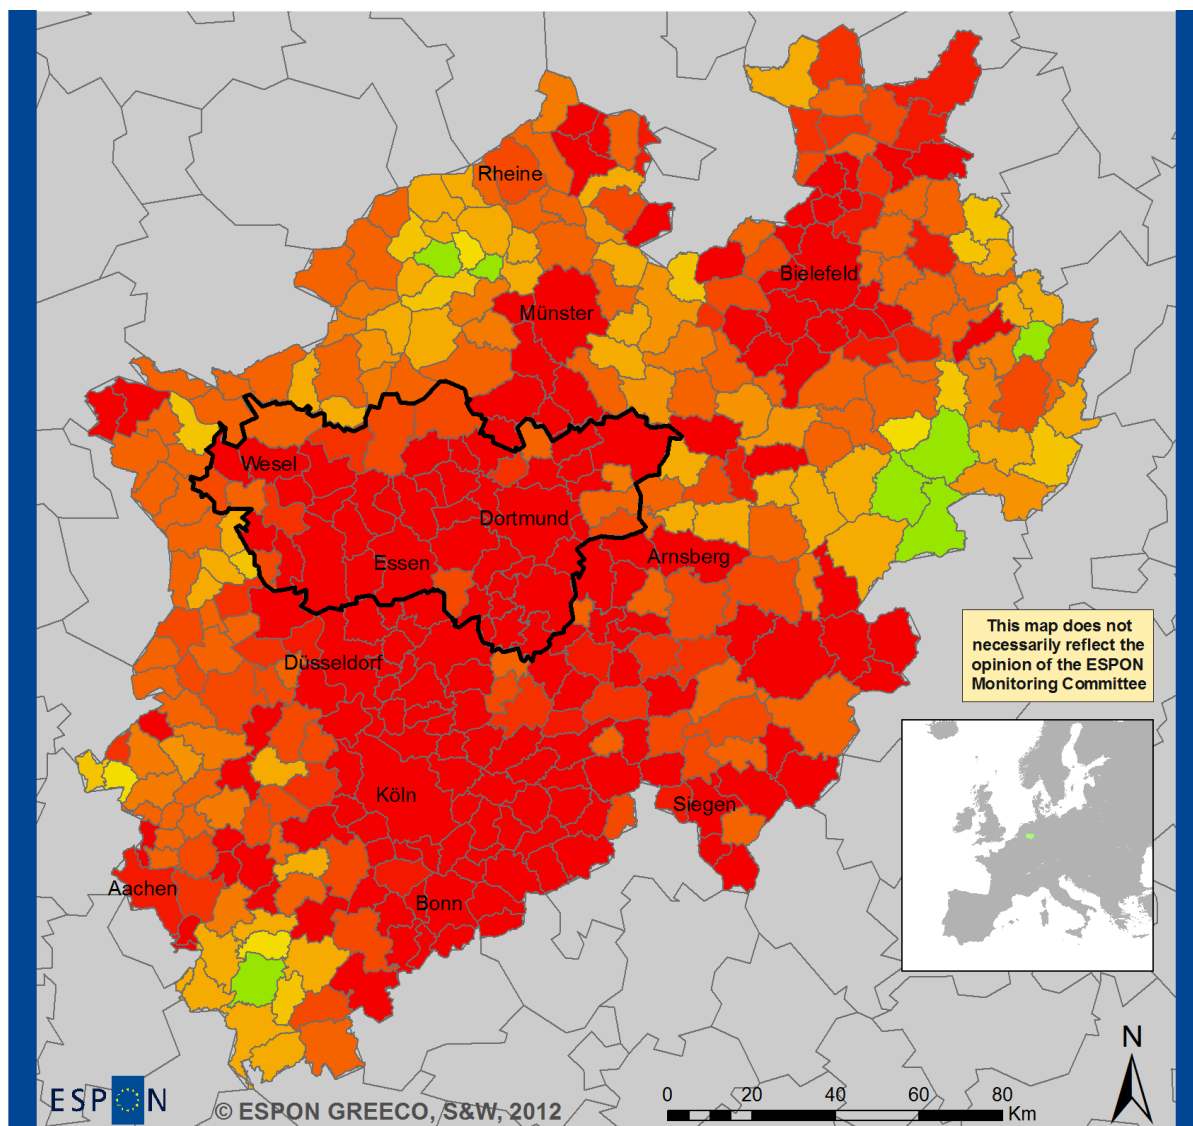 Rheine
Bielefeld
Münster
Wesel
Dortmund
Essen
Arnsberg
This map does not
necessarily reflect the
opinion of the ESPON
Monitoring Committee
Düsseldorf
Köln
Siegen
Aachen
Bonn
N
ESPON
© ESPON GREECO, S&W, 2012
0 20 40 60 80
Km